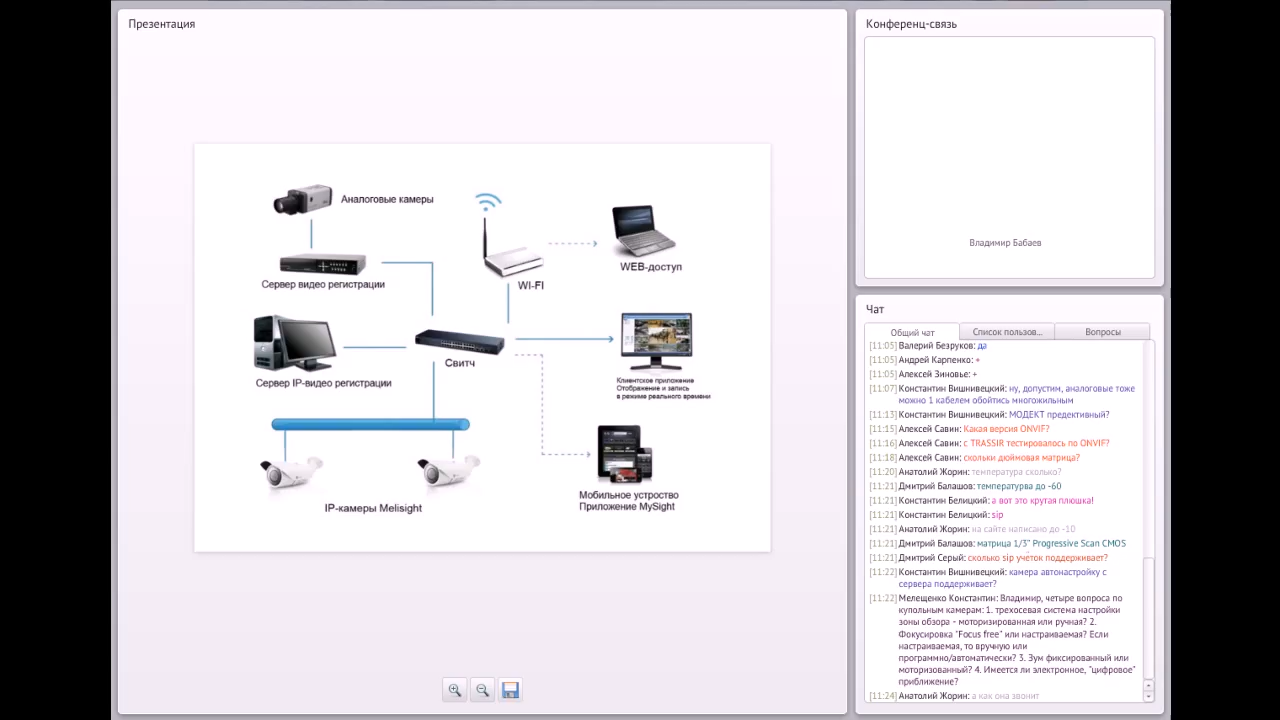 Презентация
Аналоговые камеры
Сервер видео регистрации
WI-FI
WEB-доступ
Сервер IP-видео регистрации
Свитч
Клиентское приложение
Отображение и запись
в режиме реального времени
IP-камеры Melisight
Мобильное устроство
Приложение MySight
Конференц-связь
Владимир Бабаев
Чат
Общий чат
Список пользов...
Вопросы
[11:05] Валерий Безруков: да
[11:05] Андрей Карпенко: +
[11:05] Алексей Зиновье: +
[11:07] Константин Вишнивецкий: ну, допустим, аналоговые тоже
можно 1 кабелем обойтись многожильным
[11:13] Константин Вишнивецкий: МОДЕКТ предективный?
[11:15] Алексей Савин: Какая версия ONVIF?
[11:16] Алексей Савин: с TRASSIR тестировалось по ONVIF?
[11:18] Алексей Савин: скольки дюймовая матрица?
[11:20] Анатолий Жорин: температура сколько?
[11:21] Дмитрий Балашов: температурва до -60
[11:21] Константин Белицкий: а вот это крутая плюшка!
[11:21] Константин Белицкий: sip
[11:21] Анатолий Жорин: на сайте написано до -10
[11:21] Дмитрий Балашов: матрица 1/3" Progressive Scan CMOS
[11:21] Дмитрий Серый: сколько sip учёток поддерживает?
[11:22] Константин Вишнивецкий: камера автонастройку с
сервера поддерживает?
[11:22] Мелещенко Константин: Владимир, четыре вопроса по
купольным камерам: 1. трехосевая система настройки
зоны обзора - моторизированная или ручная? 2.
Фокусировка "Focus free" или настраиваемая? Если
настраиваемая, то вручную или
программно/автоматически? 3. Зум фиксированный или
моторизованный? 4. Имеется ли электронное, "цифровое"
приближение?
[11:24] Анатолий Жорин: а как она звонит